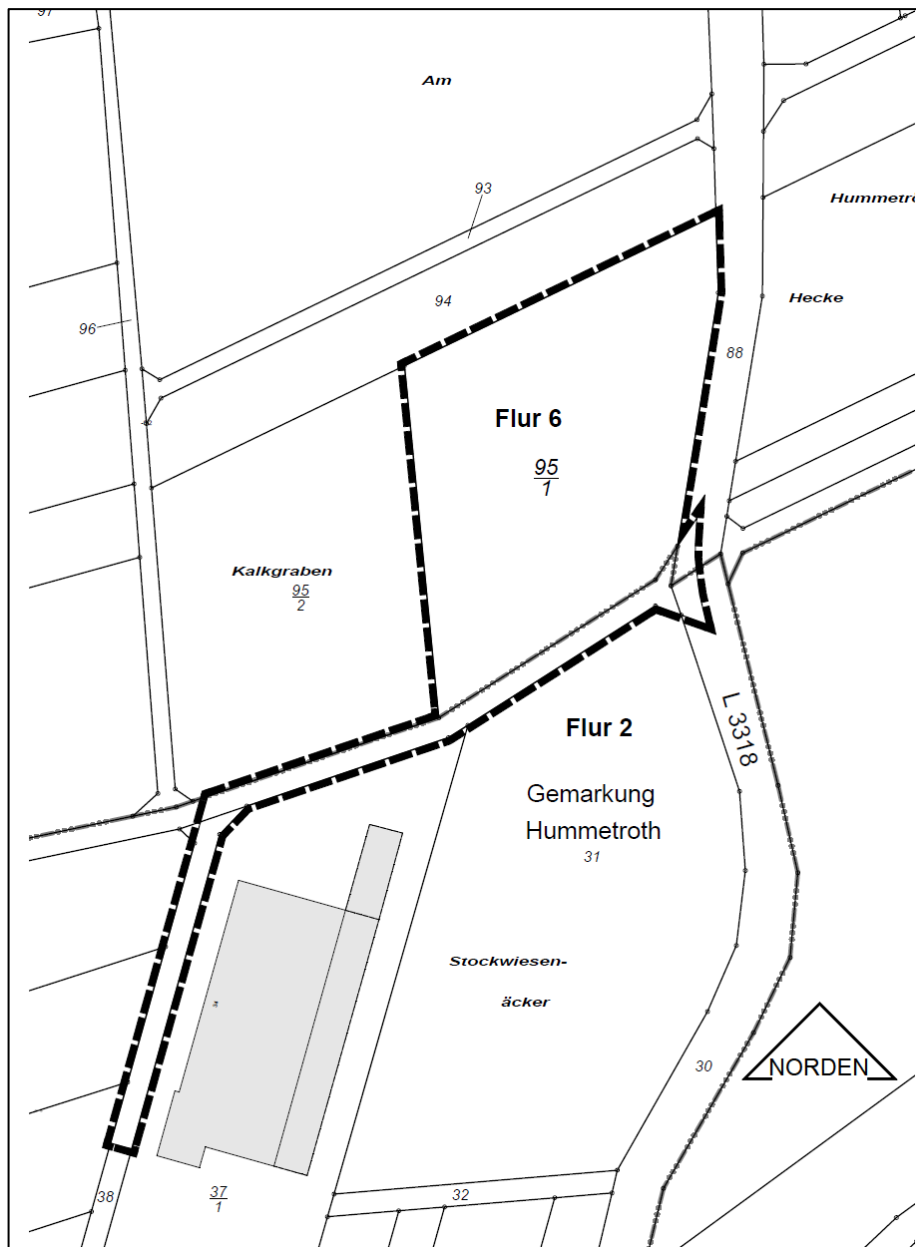 97
Am
93
Hummetro
94
Hecke
96
88
Flur 6
95
1
Kalkgraben
95
2
Flur 2
L 3318
Gemarkung
Hummetroth
31
Stockwiesen-
äcker
30
NORDEN
38
37
1
32